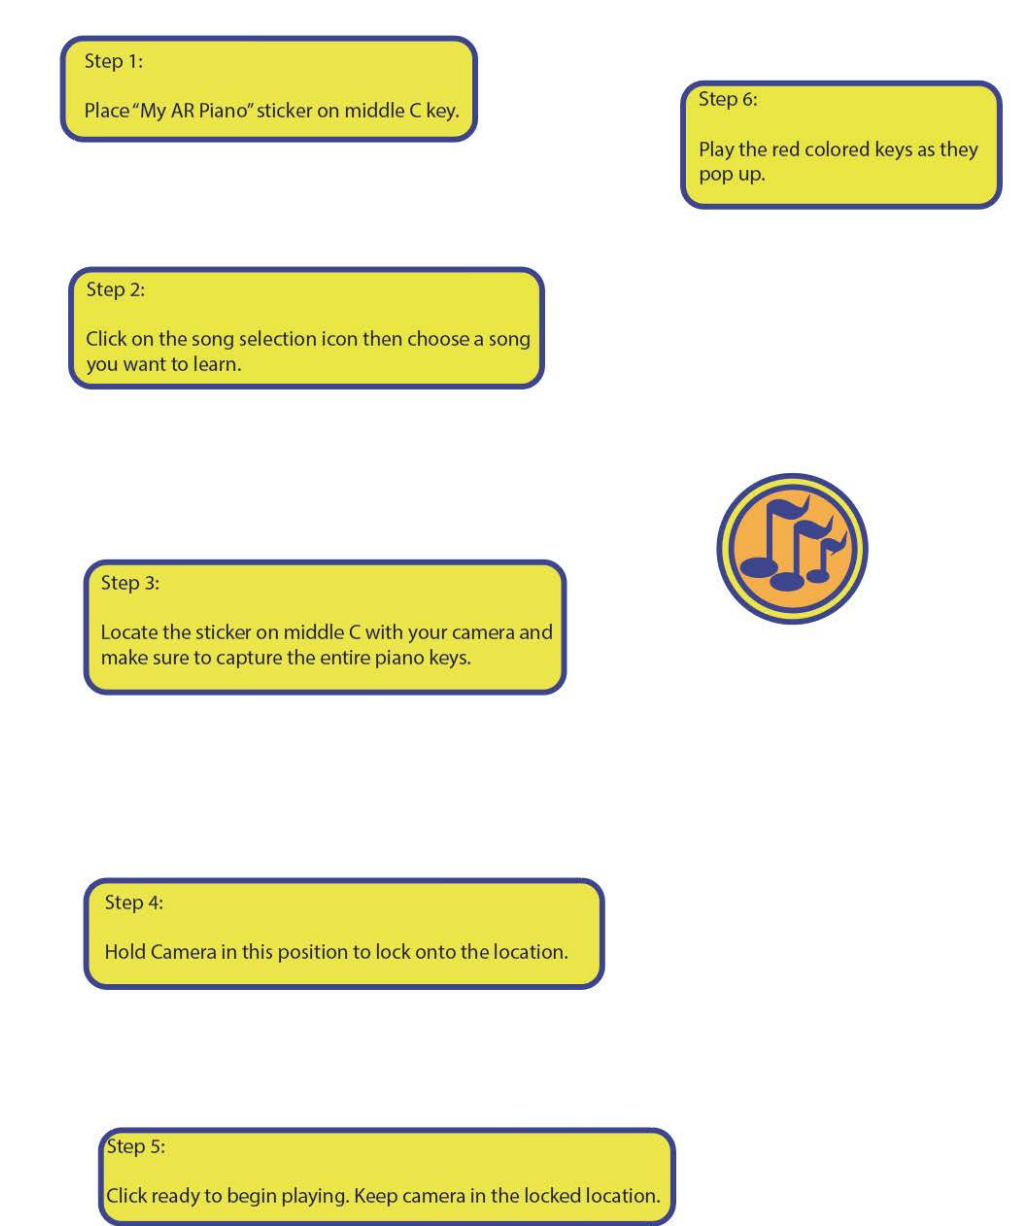 Step 1:
Place “My AR Piano” sticker on middle C key.
Step 2:
Click on the song selection icon then choose a song
you want to learn.
Step 3:
Locate the sticker on middle C with your camera and
make sure to capture the entire piano keys.
Step 4:
Hold Camera in this position to lock onto the location.
Step 5:
Click ready to begin playing. Keep camera in the locked location.
Step 6:
Play the red colored keys as they
pop up.